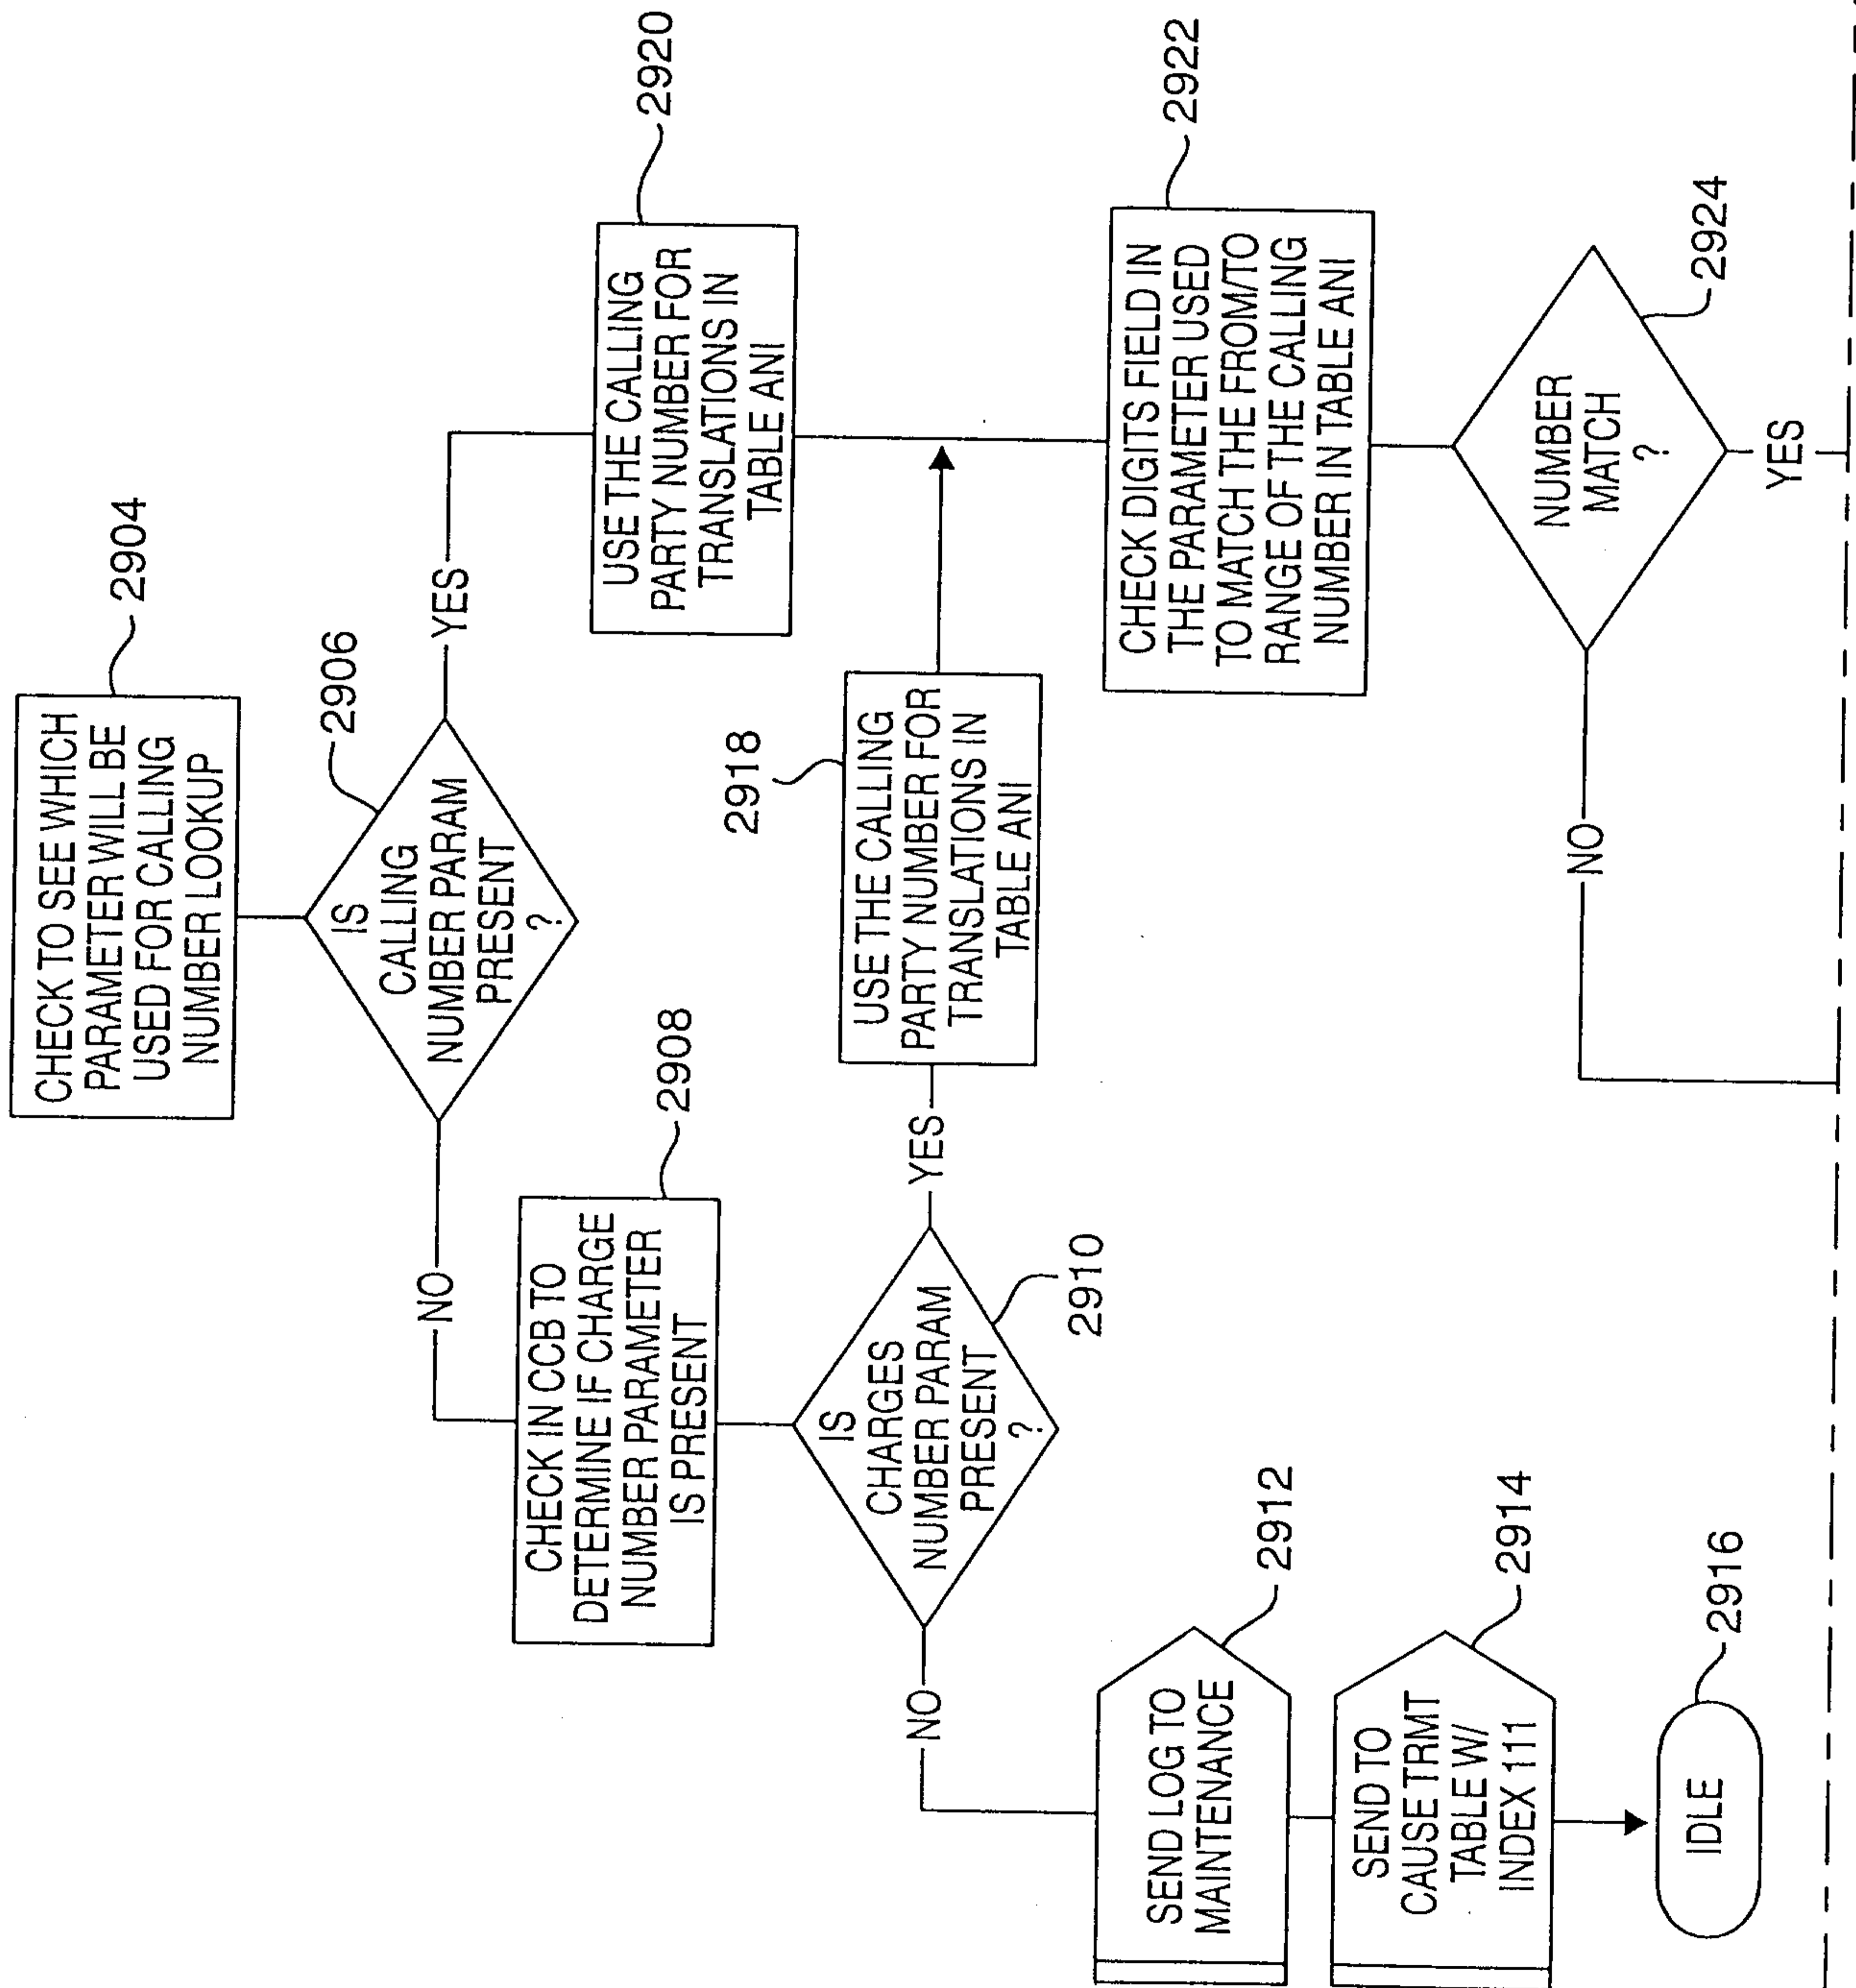 2904
CHECK TO SEE WHICH
PARAMETER WILL BE
USED FOR CALLING
NUMBER LOOKUP
2906
IS
CALLING
NUMBER PARAM
PRESENT
?
NO
YES
2908
CHECK IN CCB TO
DETERMINE IF CHARGE
NUMBER PARAMETER
IS PRESENT
2920
USE THE CALLING
PARTY NUMBER FOR
TRANSLATIONS IN
TABLE ANI
2910
IS
CHARGES
NUMBER PARAM
PRESENT
?
NO
YES
2918
USE THE CALLING
PARTY NUMBER FOR
TRANSLATIONS IN
TABLE ANI
2912
SEND LOG TO
MAINTENANCE
2914
SEND TO
CAUSE TRMT
TABLE W/
INDEX 111
2916
IDLE
2922
CHECK DIGITS FIELD IN
THE PARAMETER USED
TO MATCH THE FROM/TO
RANGE OF THE CALLING
NUMBER IN TABLE ANI
2924
NUMBER
MATCH
?
NO
YES